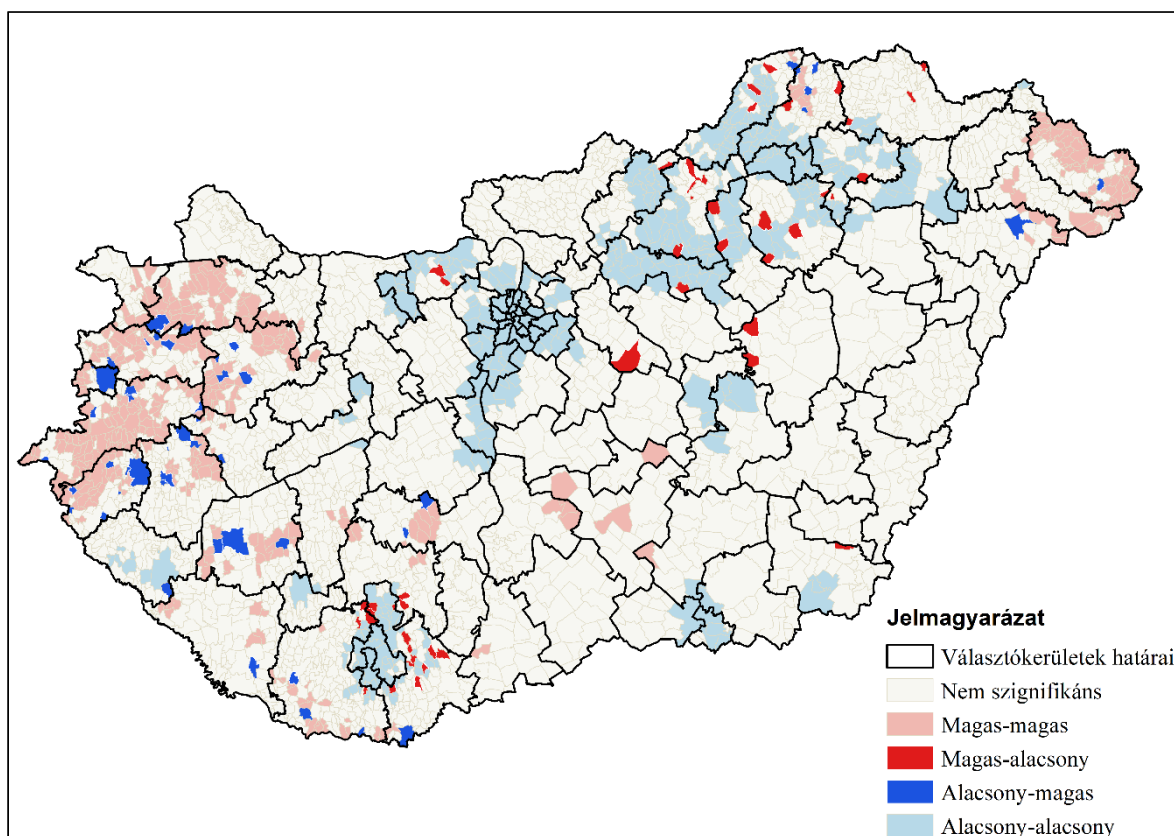 Jelmagyarázat
Választókerületek határai
Nem szignifikáns
Magas-magas
Magas-alacsony
Alacsony-magas
Alacsony-alacsony